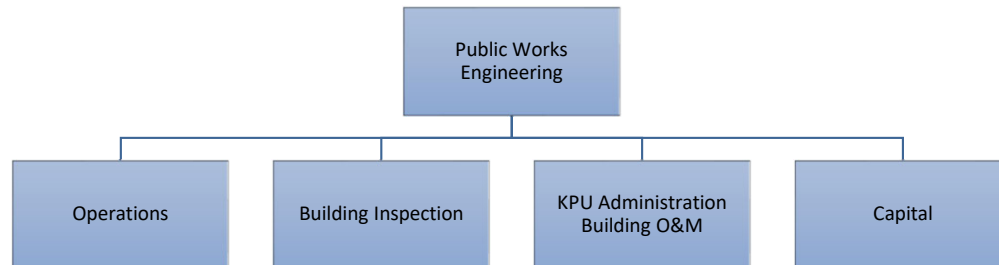 Public Works
Engineering
Operations
Building Inspection
KPU Administration
Building O&M
Capital